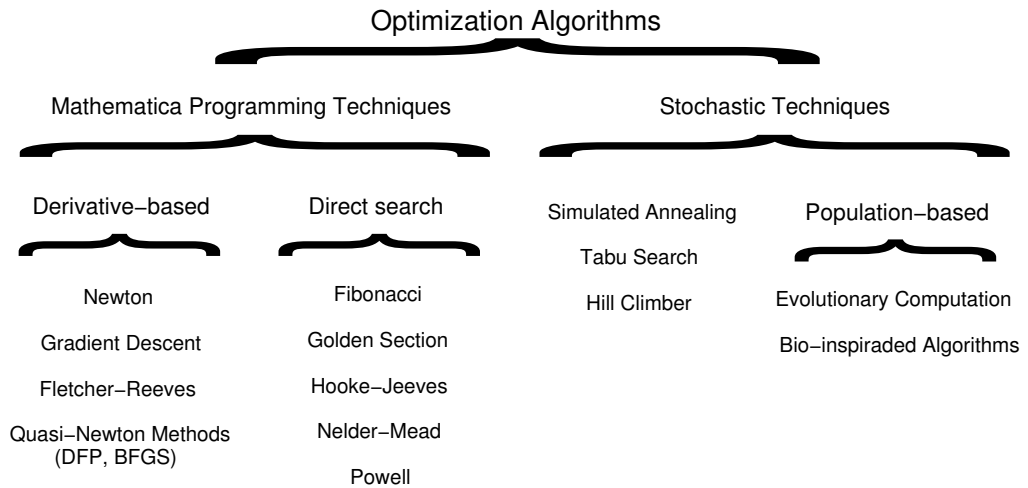 Optimization Algorithms
Mathematica Programming Techniques
Stochastic Techniques
Derivative−based
Direct search
Simulated Annealing
Tabu Search
Hill Climber
Population−based
Newton
Gradient Descent
Fletcher−Reeves
Quasi−Newton Methods
(DFP, BFGS)
Fibonacci
Golden Section
Hooke−Jeeves
Nelder−Mead
Powell
Evolutionary Computation
Bio−inspiraded Algorithms